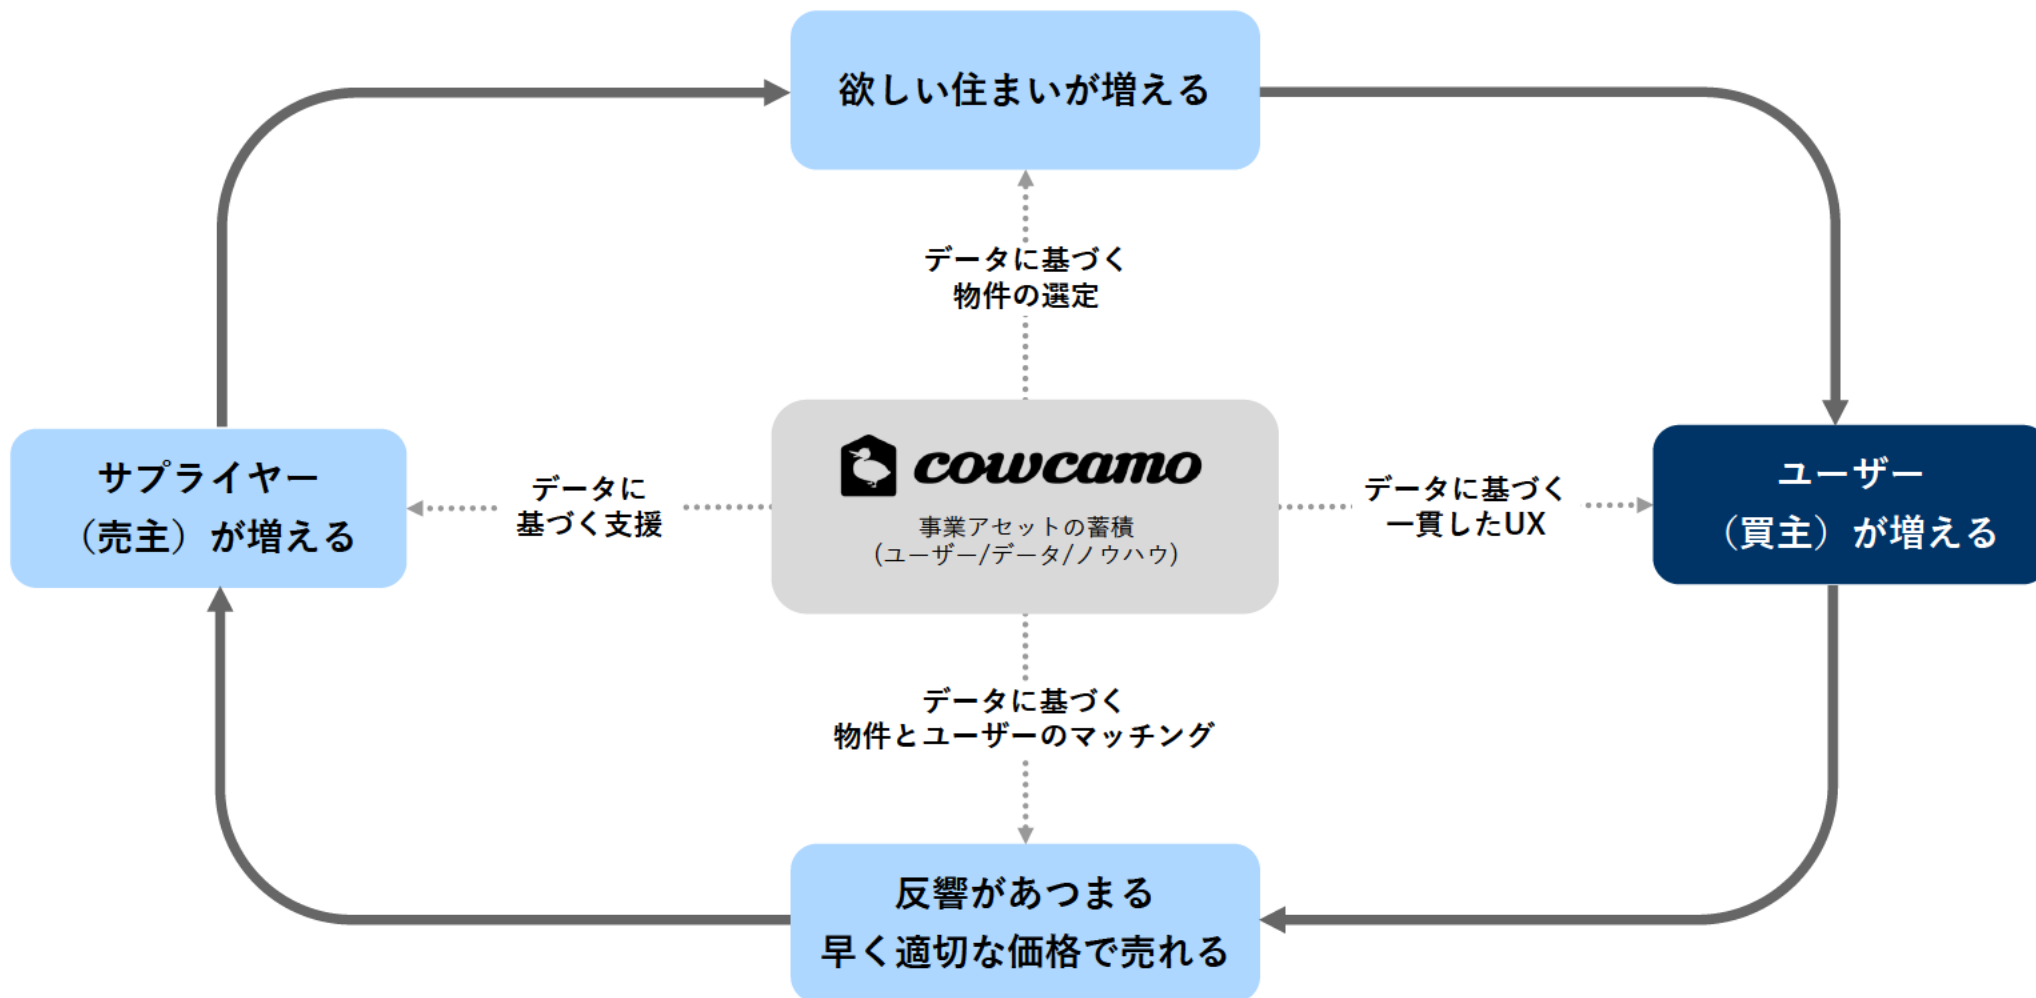 欲しい住まいが増える
データに基づく
物件の選定
サプライヤー
（売主）が増える
データに
基づく支援
cowcamo
事業アセットの蓄積
(ユーザー/データ/ノウハウ)
データに基づく
一貫したUX
ユーザー
（買主）が増える
データに基づく
物件とユーザーのマッチング
反響があつまる
早く適切な価格で売れる